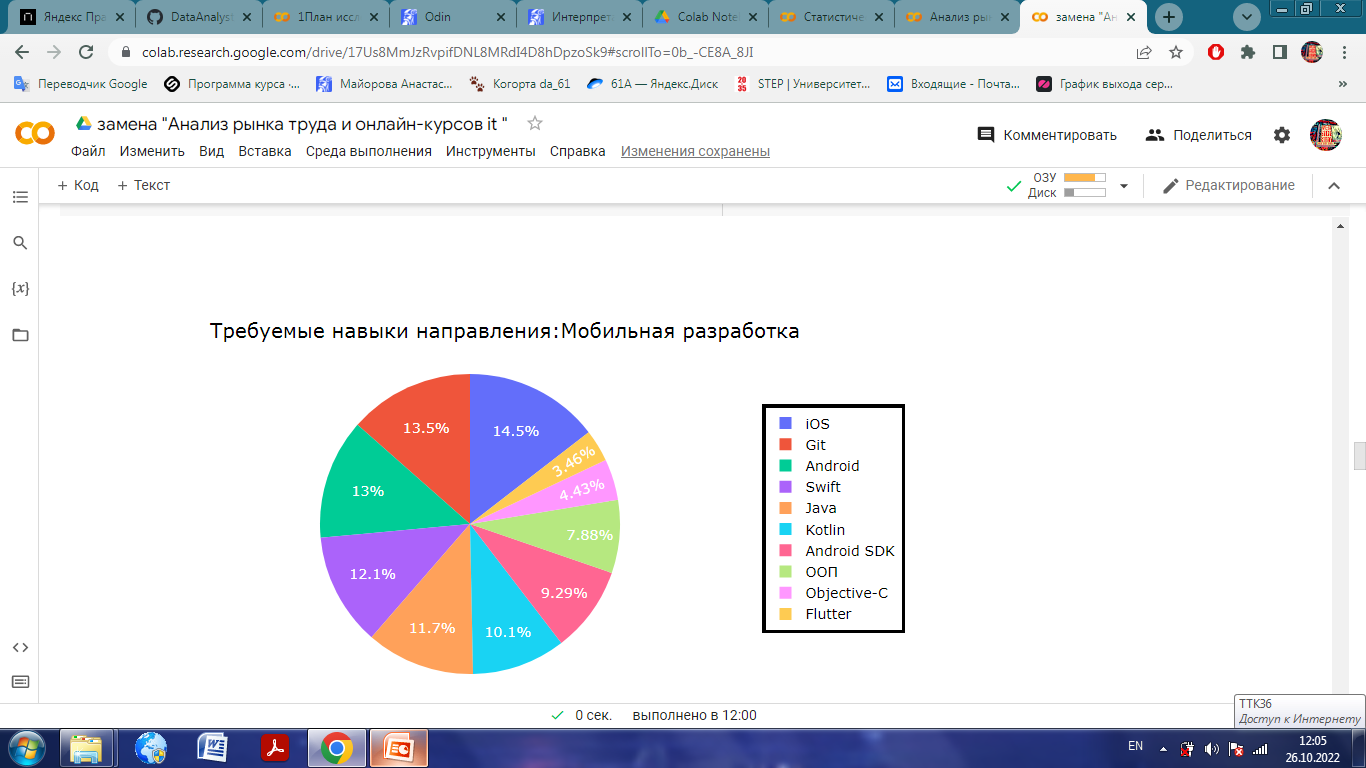 Яндекс Пра
DataAnalyst
1План иссл
Odin
Интерпрет
Colab Note
Статистиче
Анализ рын
замена "Ан
colab.research.google.com/drive/17Us8MmJzRvpifDNL8MRdI4D8hDpzoSk9#scrollTo=0b_-CE8A_8JI
Переводчик Google
Программа курса ·...
Майорова Анастас...
Когорта da_61
61А — Яндекс.Диск
2035
STEP | Университет...
Входящие - Почта...
График выхода сер...
»
замена "Анализ рынка труда и онлайн-курсов it "
Файл Изменить Вид Вставка Среда выполнения Инструменты Справка Изменения сохранены
Комментировать
Поделиться
+ Код + Текст
ОЗУ
Диск
Редактирование
{x}
Требуемые навыки направления:Мобильная разработка
14.5%
13.5%
3.46%
4.43%
13%
7.88%
12.1%
9.29%
11.7%
10.1%
iOS
Git
Android
Swift
Java
Kotlin
Android SDK
ООП
Objective-C
Flutter
0 сек. выполнено в 12:00
ТТК36
Доступ к Интернету
EN
12:05
26.10.2022